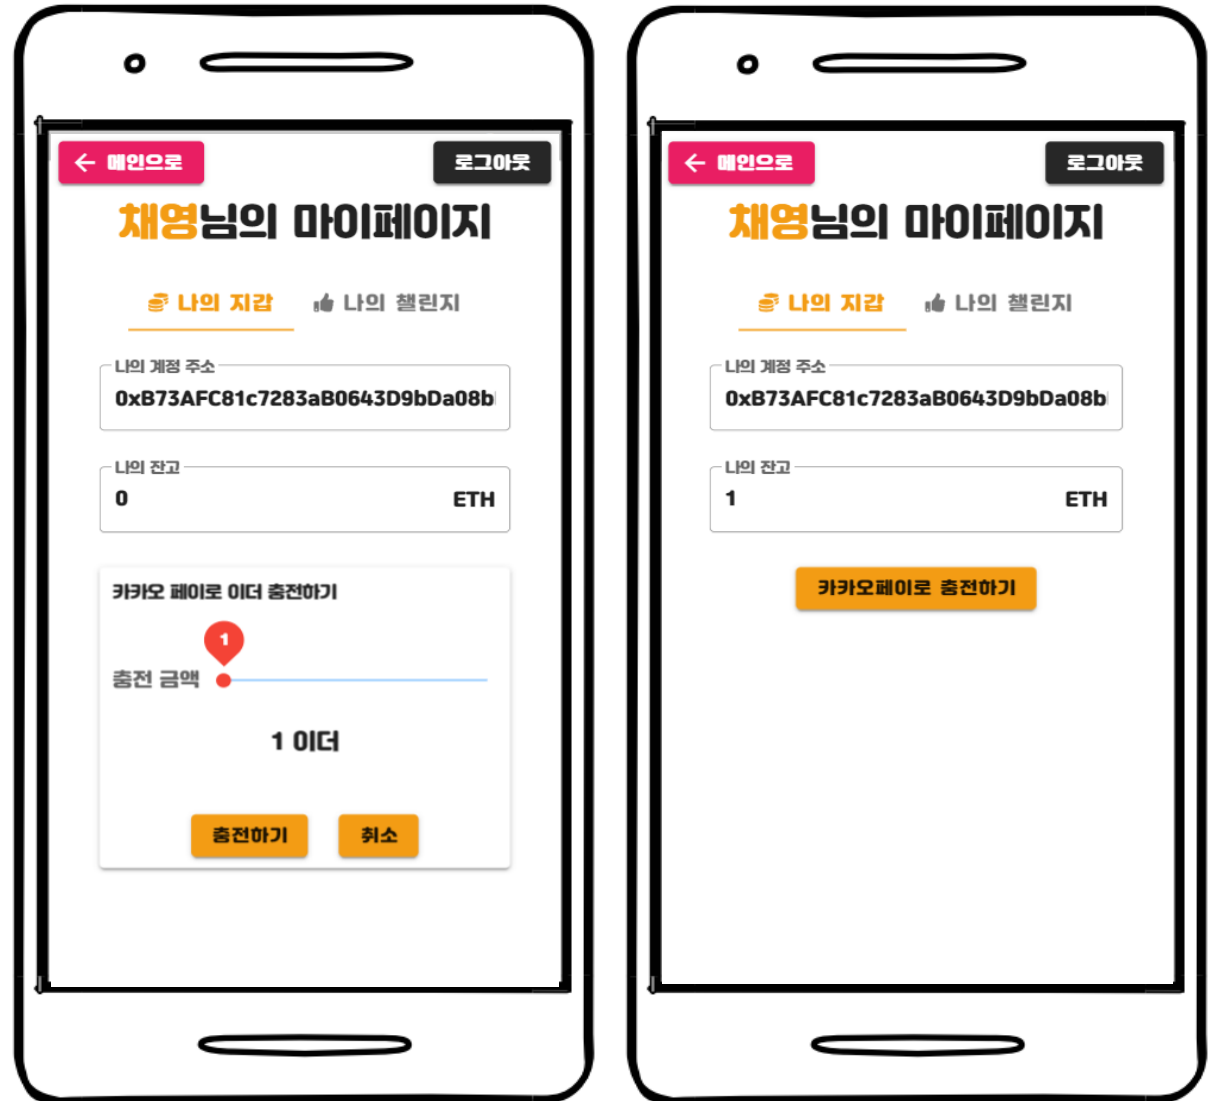 메인으로
로그아웃
채영님의 마이페이지
나의 지갑
나의 챌린지
나의 계정 주소
0xB73AFC81c7283aB0643D9bDa08b
나의 잔고
0 ETH
카카오 페이로 이더 충전하기
1
충전 금액
1 이더
충전하기
취소
메인으로
로그아웃
채영님의 마이페이지
나의 지갑
나의 챌린지
나의 계정 주소
0xB73AFC81c7283aB0643D9bDa08b
나의 잔고
1 ETH
카카오페이로 충전하기